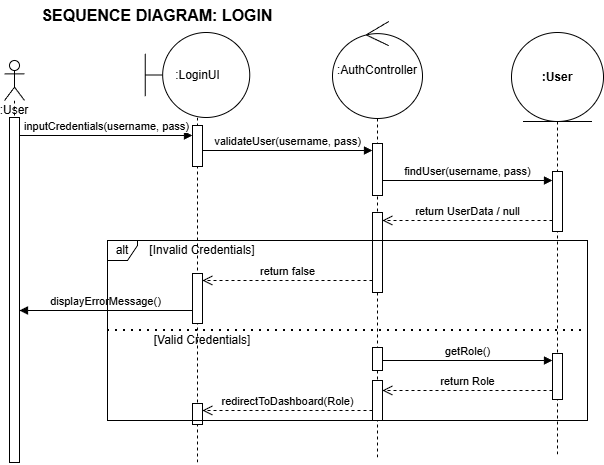 SEQUENCE DIAGRAM: LOGIN
:User
:LoginUI
:AuthController
:User
inputCredentials(username, pass)
validateUser(username, pass)
findUser(username, pass)
return UserData / null
alt
[Invalid Credentials]
return false
displayErrorMessage()
[Valid Credentials]
getRole()
return Role
redirectToDashboard(Role)